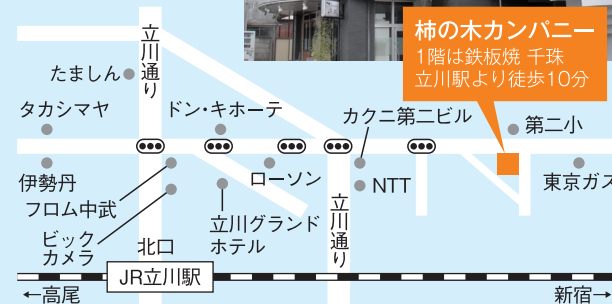 柿の木カンパニー
1階は鉄板焼 千珠
立川駅より徒歩10分
立川通り
たましん
タカシマヤ
ドン・キホーテ
カクニ第二ビル
第二小
伊勢丹
フロム中武
ローソン
NTT
東京ガス
ビック
カメラ
立川グランド
ホテル
立川通り
北口
JR立川駅
←高尾
新宿→